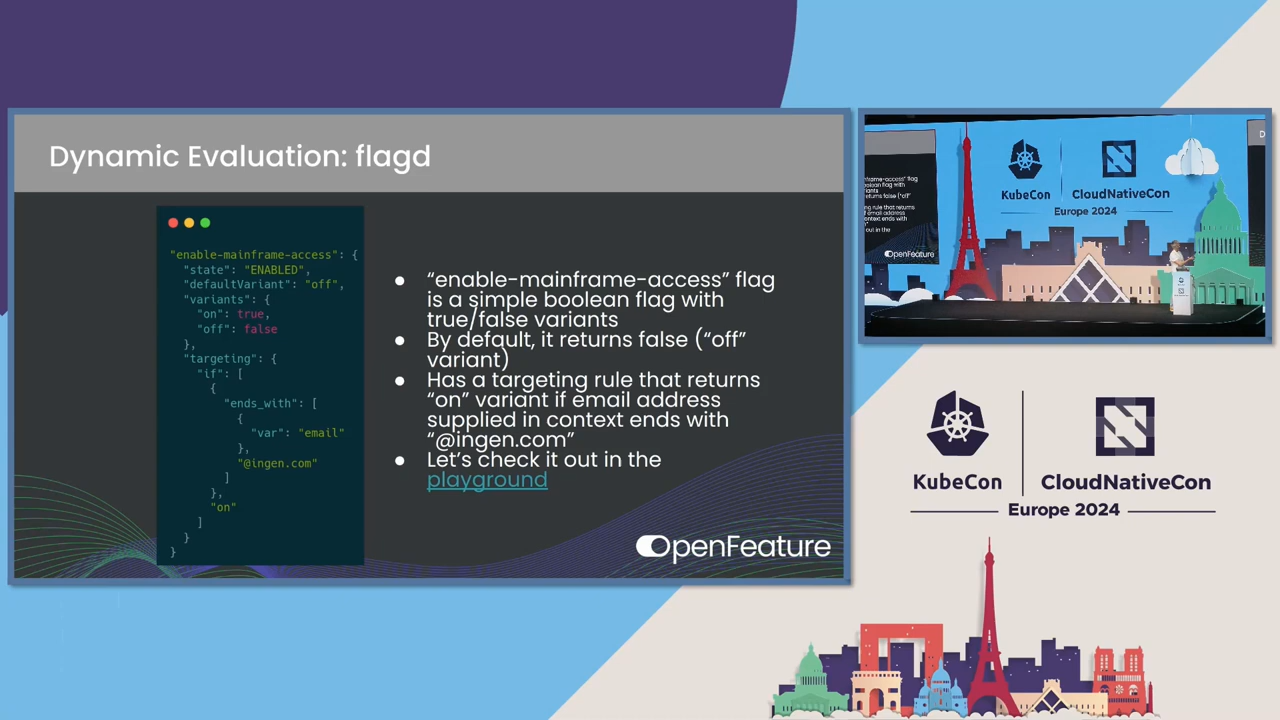 Dynamic Evaluation: flagd
"enable-mainframe-access": {
"state": "ENABLED",
"defaultVariant": "off",
"variants": {
"on": true,
"off": false
},
"targeting": {
"if": [
{
"ends_with": [
{
"var": "email"
},
"@ingen.com"
]
},
"on"
]
}
}
● “enable-mainframe-access” flag
is a simple boolean flag with
true/false variants
● By default, it returns false (“off”
variant)
● Has a targeting rule that returns
“on” variant if email address
supplied in context ends with
“@ingen.com”
● Let’s check it out in the
playground
OpenFeature
KubeCon
CloudNativeCon
Europe 2024
OpenFeature
KubeCon
CloudNativeCon
Europe 2024